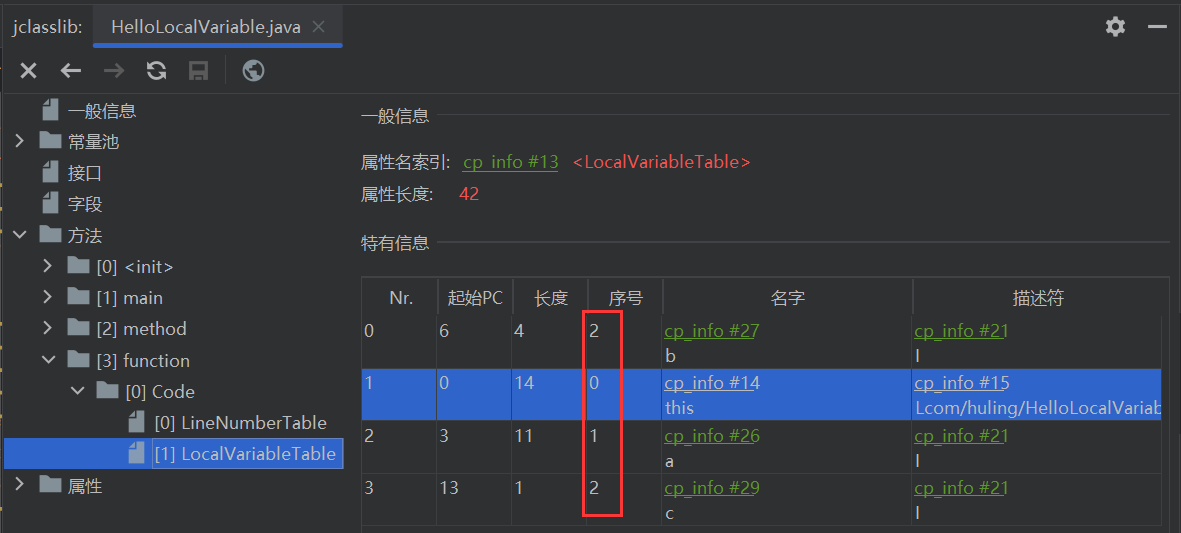 jclasslib: HelloLocalVariable.java
一般信息
常量池
接口
字段
方法
[0] <init>
[1] main
[2] method
[3] function
[0] Code
[0] LineNumberTable
[1] LocalVariableTable
属性
一般信息
属性名索引: cp_info #13 <LocalVariableTable>
属性长度: 42
特有信息
Nr. 起始PC 长度 序号 名字 描述符
0 6 4 2 cp_info #27 cp_info #21
b I
1 0 14 0 cp_info #14 cp_info #15
this Lcom/huling/HelloLocalVariab
2 3 11 1 cp_info #26 cp_info #21
a I
3 13 1 2 cp_info #29 cp_info #21
c I